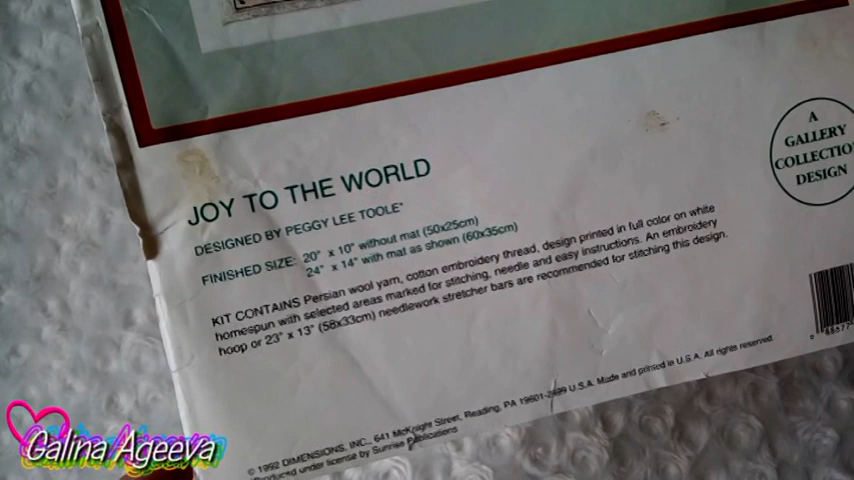 JOY TO THE WORLD
DESIGNED BY PEGGY LEE TOOLE"
FINISHED SIZE: 20" x 10" without mat (50x25cm)
24" x 14" with mat as shown (60x35cm)
KIT CONTAINS Persian wool yarn, cotton embroidery thread, design printed in full color on white
homespun with selected areas marked for stitching, needle and easy instructions. An embroidery
hoop or 23" x 13" (58x33cm) needlework stretcher bars are recommended for stitching this design.
© 1992 DIMENSIONS, INC., 641 McKnight Street, Reading, PA U.S.A. Made and printed in U.S.A. All rights reserved.
Produced under license by Sunrise Publications
A
GALLERY
COLLECTIO
DESIGN
Galina Ageeva